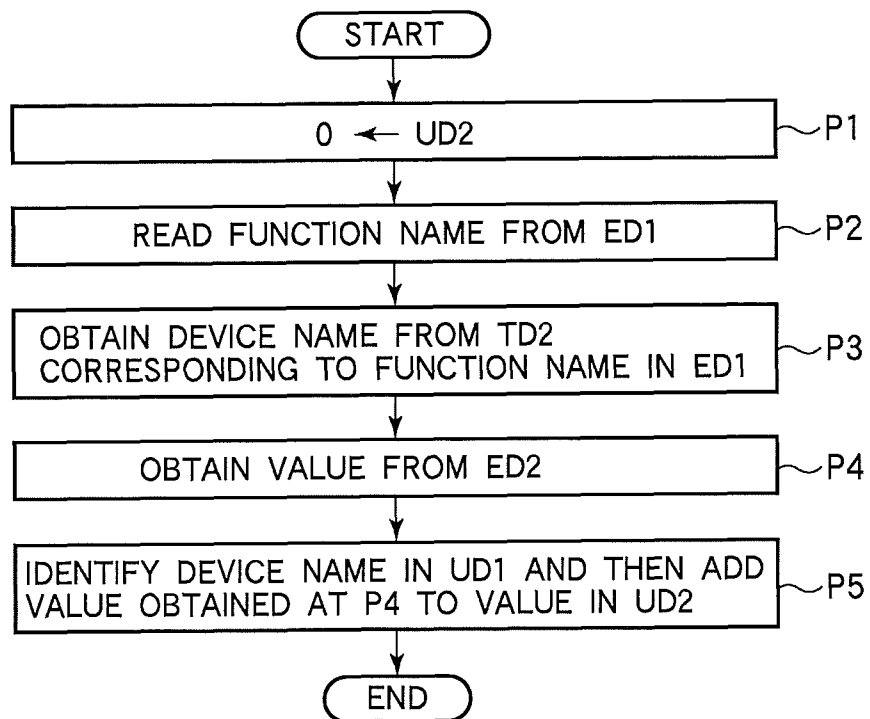 START
0 ← UD2
P1
READ FUNCTION NAME FROM ED1
P2
OBTAIN DEVICE NAME FROM TD2
CORRESPONDING TO FUNCTION NAME IN ED1
P3
OBTAIN VALUE FROM ED2
P4
IDENTIFY DEVICE NAME IN UD1 AND THEN ADD
VALUE OBTAINED AT P4 TO VALUE IN UD2
P5
END